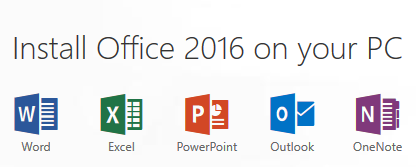 Install Office 2016 on your PC
W X P O N
Word Excel PowerPoint Outlook OneNote